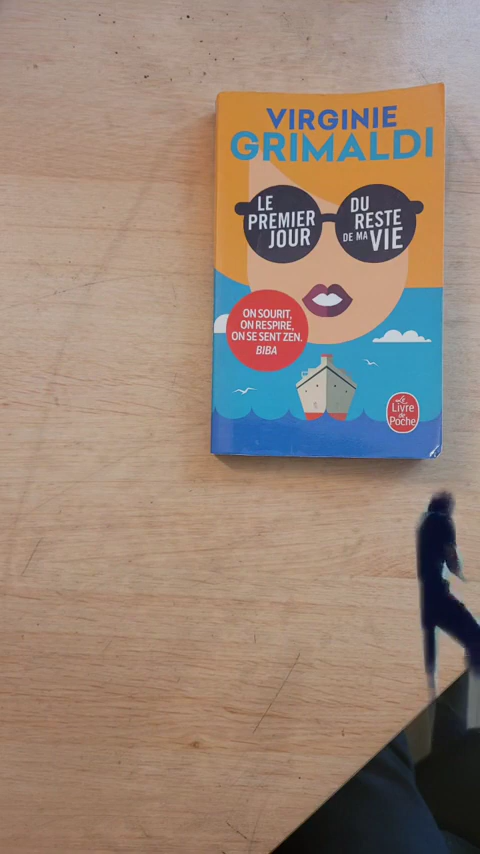 VIRGINIE
GRIMALDI
LE
PREMIER
JOUR
DU
RESTE
DE MA VIE
ON SOURIT,
ON RESPIRE,
ON SE SENT ZEN.
BIBA
Le
Livre
de
Poche